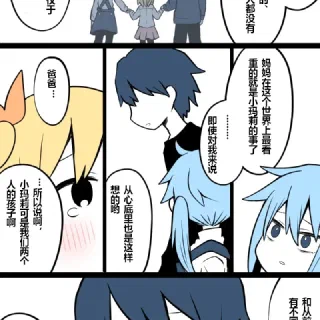 的、
人都没有
孩子
妈妈在这个世界上最看
重的就是小玛莉的事了
即使对我来说
从心底里也是这样
想的哟
爸爸…
…所以说啊，
小玛莉可是我们两个
人的孩子啊
和从前
有不同